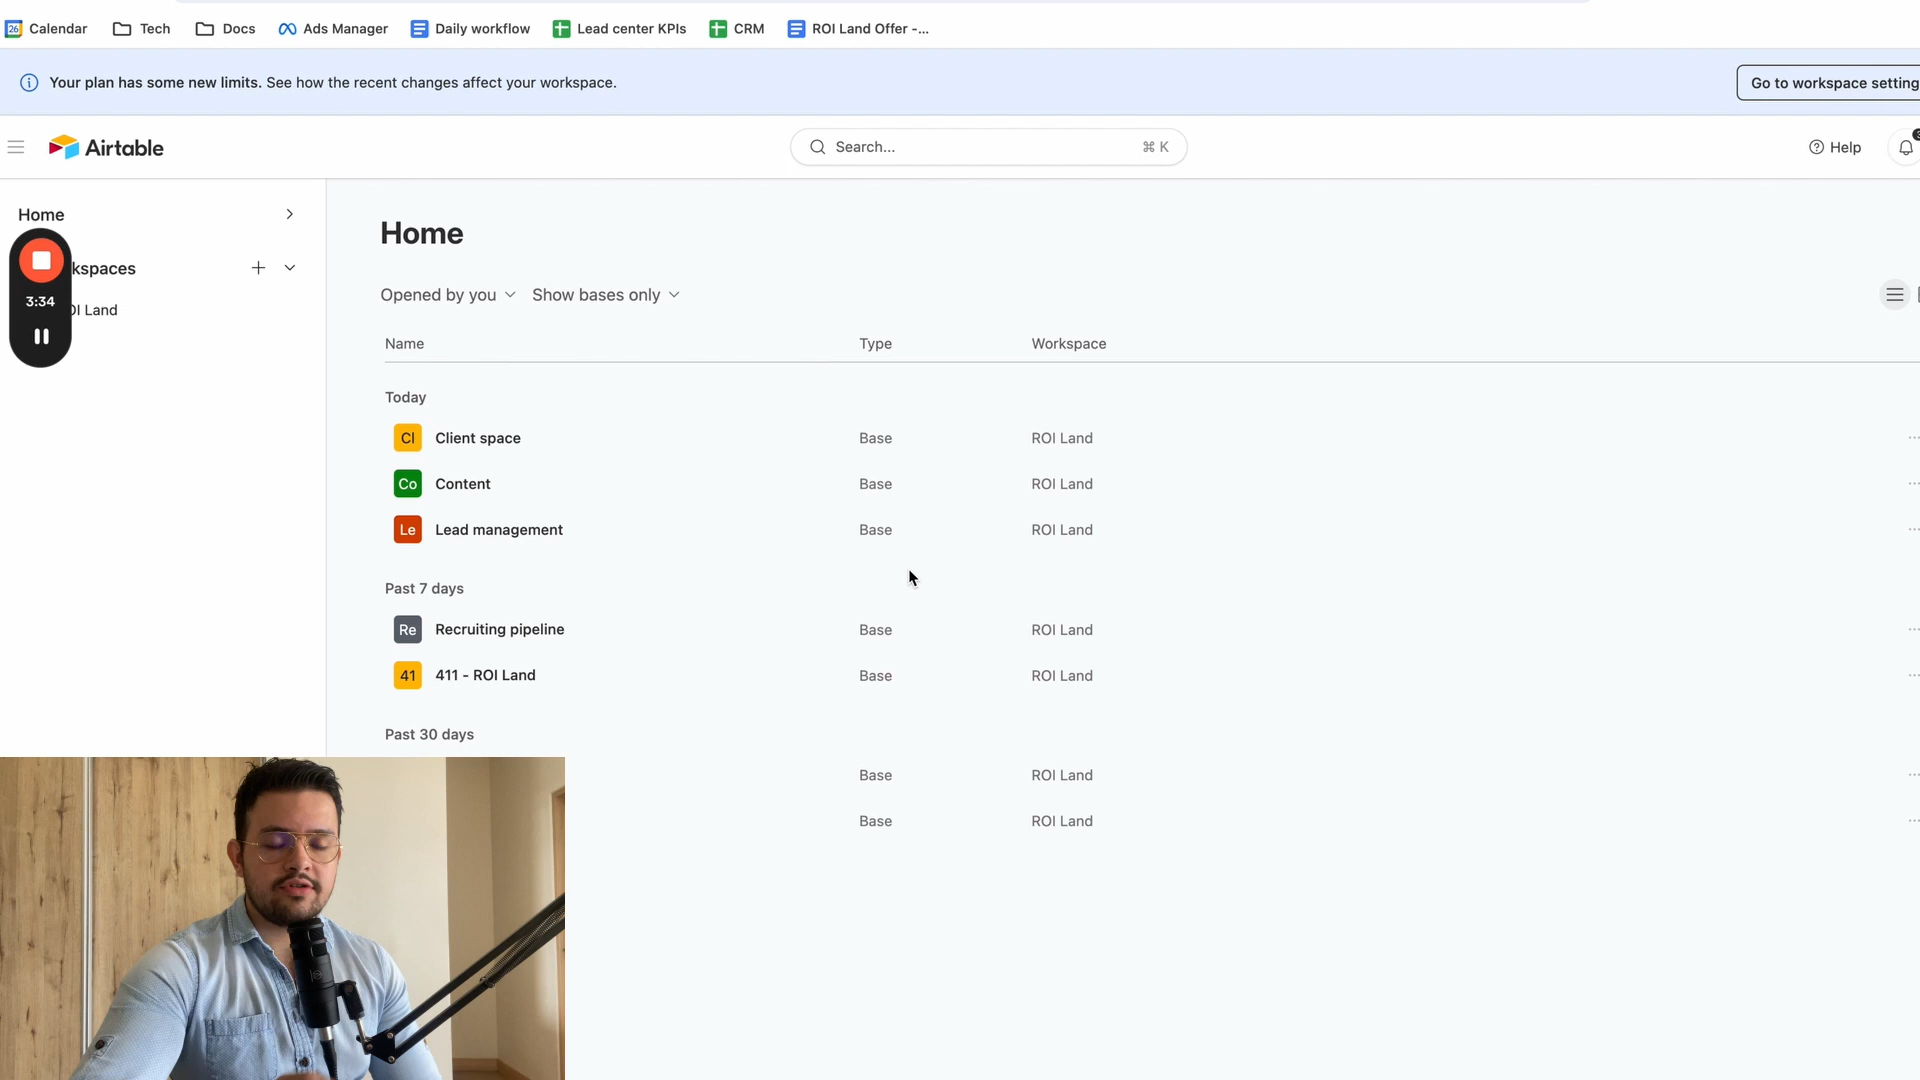 26 Calendar Tech Docs Ads Manager Daily workflow Lead center KPIs CRM ROI Land Offer -...
Your plan has some new limits. See how the recent changes affect your workspace.
Go to workspace setting
Airtable
Search...
⌘ K
Help
Home
kspaces
OI Land
3:34
Home
Opened by you
Show bases only
Name Type Workspace
Today
Cl Client space Base ROI Land
Co Content Base ROI Land
Le Lead management Base ROI Land
Past 7 days
Re Recruiting pipeline Base ROI Land
41 411 - ROI Land Base ROI Land
Past 30 days
Base ROI Land
Base ROI Land